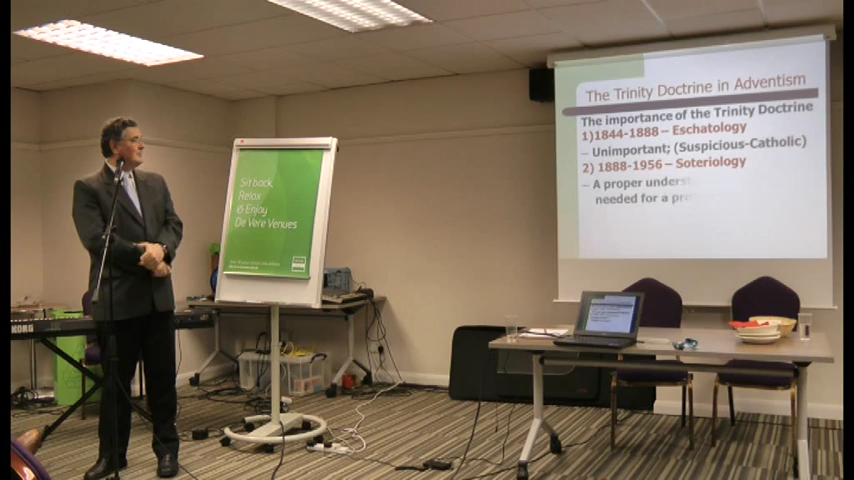 The Trinity Doctrine in Adventism
The importance of the Trinity Doctrine
1)1844-1888 – Eschatology
– Unimportant; (Suspicious-Catholic)
2) 1888-1956 – Soteriology
– A proper underst
needed for a pr
Sit back,
Relax
& Enjoy
De Vere Venues
KORG